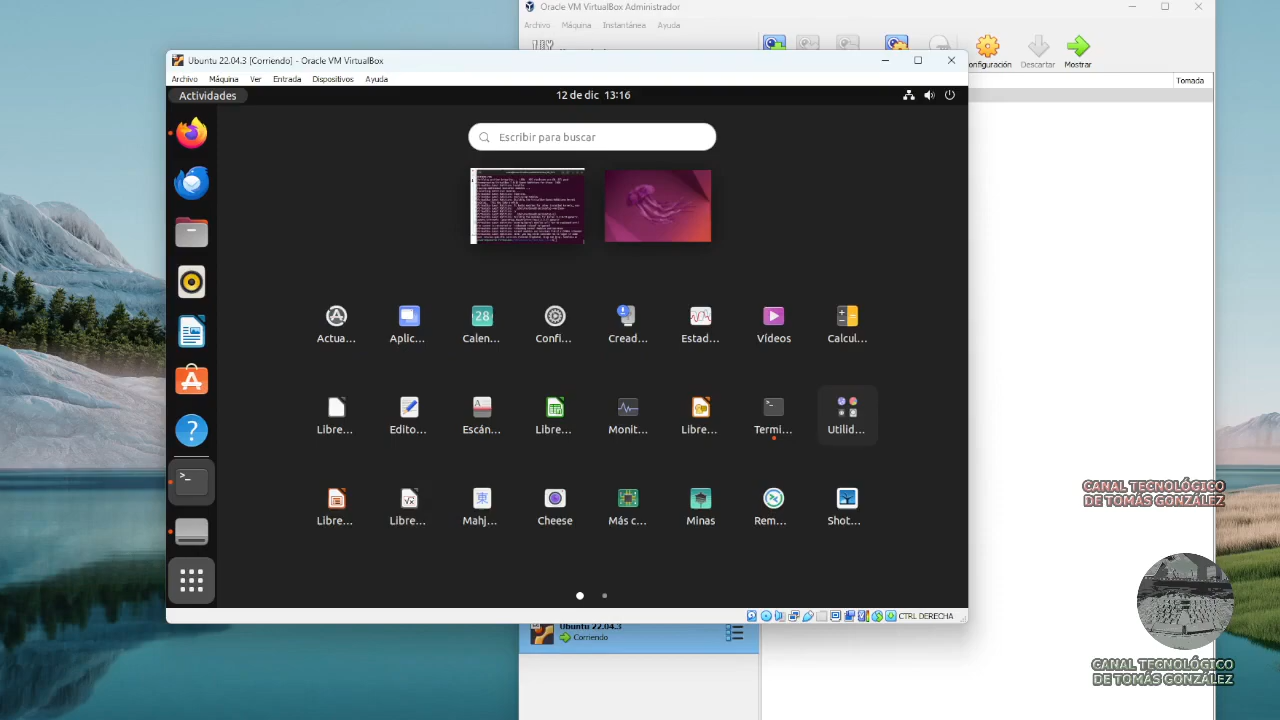 Oracle VM VirtualBox Administrador
Archivo Máquina Instantánea Ayuda
Descartar Mostrar
Tomada
Ubuntu 22.04.3 [Corriendo] - Oracle VM VirtualBox
Archivo Máquina Ver Entrada Dispositivos Ayuda
Actividades
12 de dic 13:16
Escribir para buscar
Actua... Aplic... Calen... Confi... Cread... Estad... Vídeos Calcul...
28
Libre... Edito... Escán... Libre... Monit... Libre... Termi... Utilid...
Libre... Libre... Mahj... Cheese Más c... Minas Rem... Shot...
CTRL DERECHA
Ubuntu 22.04.3
Corriendo
CANAL TECNOLÓGICO
DE TOMÁS GONZÁLEZ
CANAL TECNOLÓGICO
DE TOMÁS GONZÁLEZ